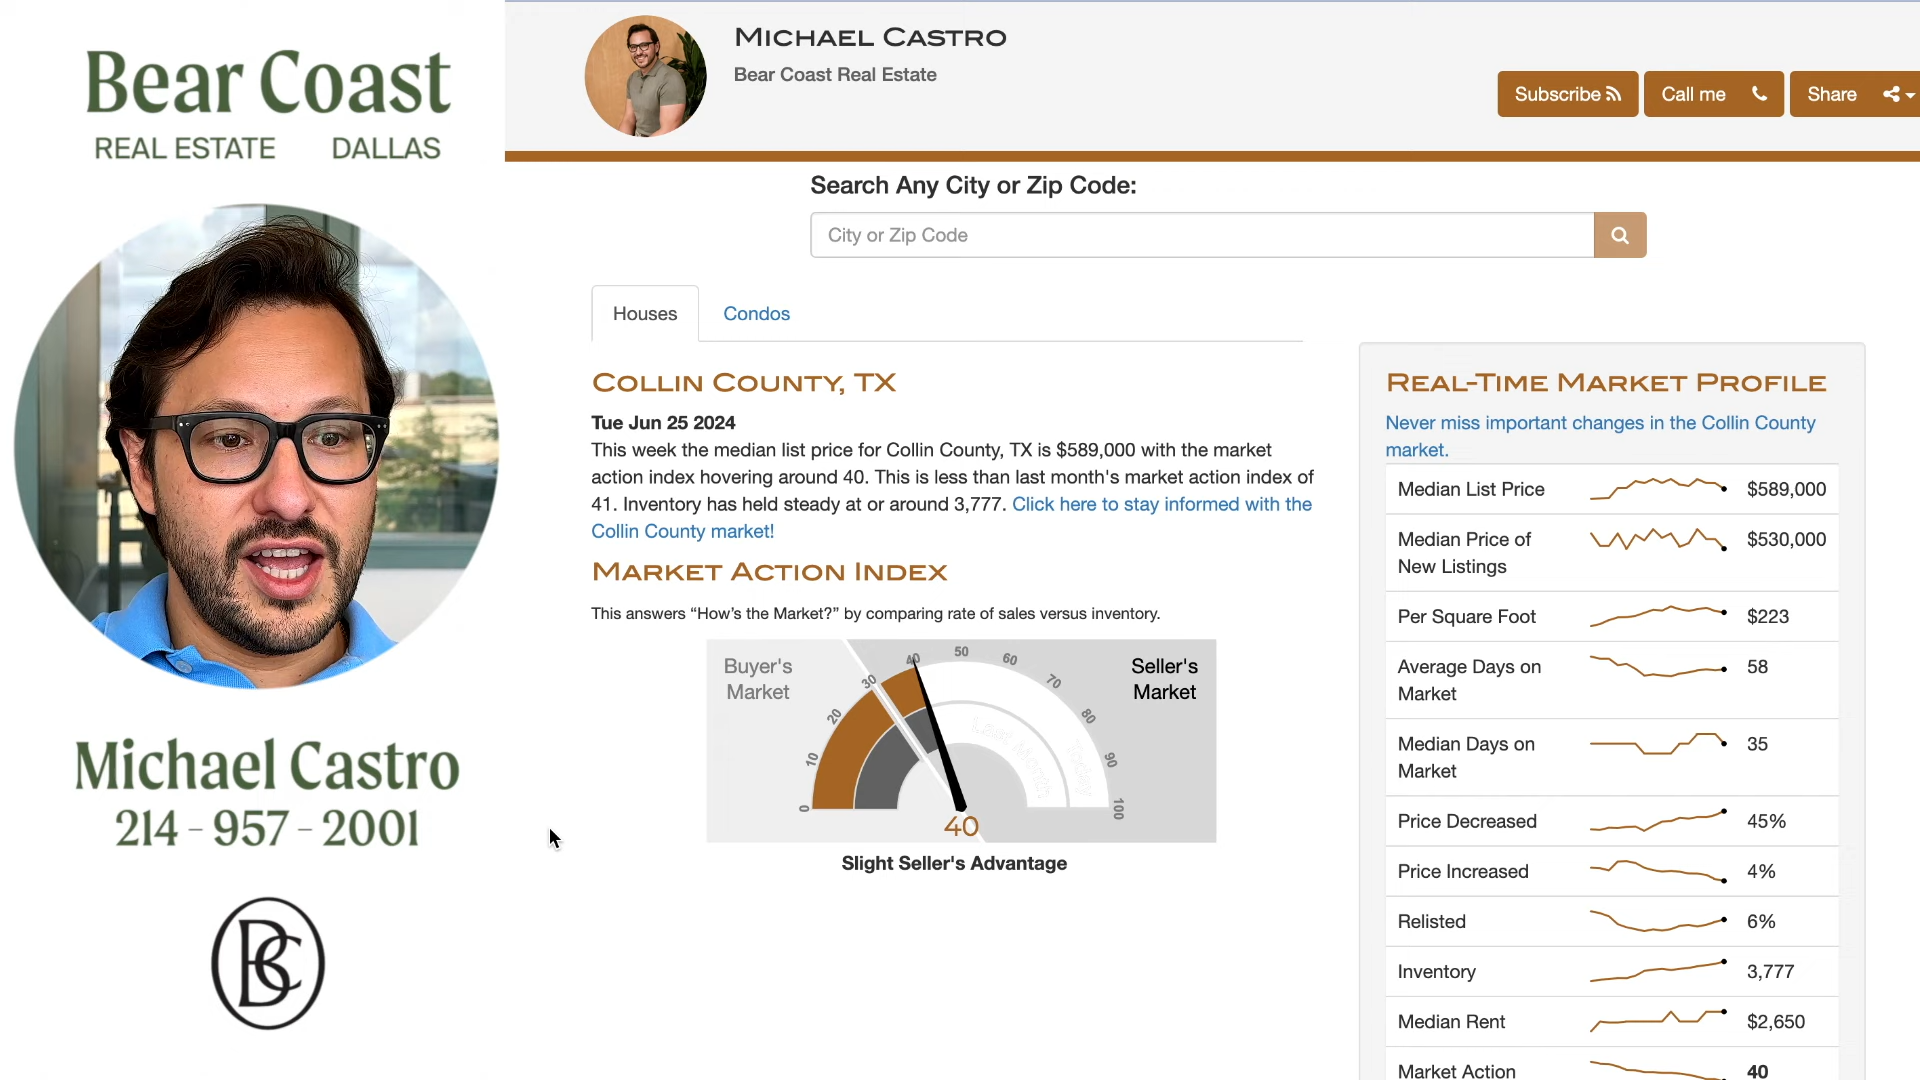 Bear Coast
REAL ESTATE DALLAS
Michael Castro
214 - 957 - 2001
BC
MICHAEL CASTRO
Bear Coast Real Estate
Subscribe
Call me
Share
Search Any City or Zip Code:
City or Zip Code
Houses
Condos
COLLIN COUNTY, TX
Tue Jun 25 2024
This week the median list price for Collin County, TX is $589,000 with the market
action index hovering around 40. This is less than last month's market action index of
41. Inventory has held steady at or around 3,777. Click here to stay informed with the
Collin County market!
MARKET ACTION INDEX
This answers “How’s the Market?” by comparing rate of sales versus inventory.
Buyer's
Market
Seller's
Market
0
10
20
30
40
50
60
70
80
90
100
Last Month
Today
40
Slight Seller's Advantage
REAL-TIME MARKET PROFILE
Never miss important changes in the Collin County
market.
Median List Price $589,000
Median Price of
New Listings $530,000
Per Square Foot $223
Average Days on
Market 58
Median Days on
Market 35
Price Decreased 45%
Price Increased 4%
Relisted 6%
Inventory 3,777
Median Rent $2,650
Market Action 40